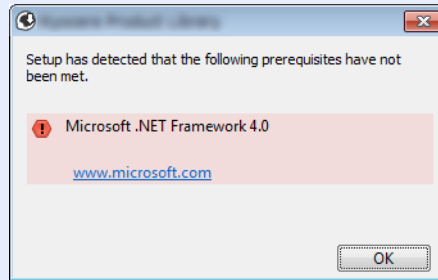 Setup has detected that the following prerequisites have not
been met.
Microsoft .NET Framework 4.0
www.microsoft.com
OK